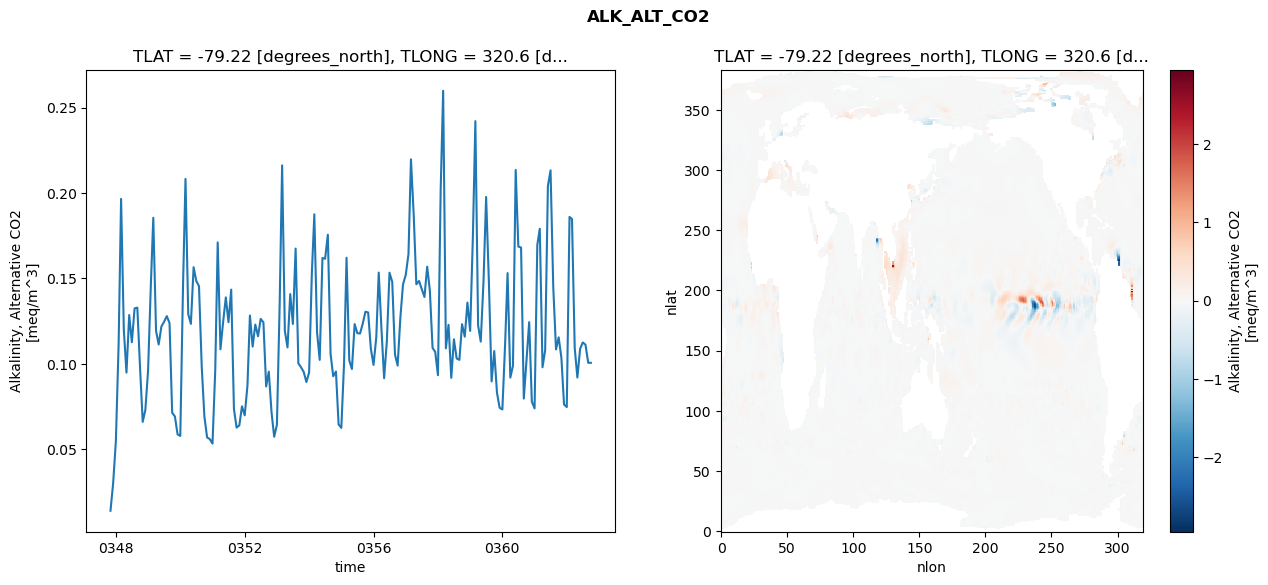 ALK_ALT_CO2
TLAT = -79.22 [degrees_north], TLONG = 320.6 [d...
Alkalinity, Alternative CO2
[meq/m^3]
0.25
0.20
0.15
0.10
0.05
0348
0352
0356
0360
time
TLAT = -79.22 [degrees_north], TLONG = 320.6 [d...
nlat
350
300
250
200
150
100
50
0
0
50
100
150
200
250
300
nlon
2
1
0
−1
−2
Alkalinity, Alternative CO2
[meq/m^3]